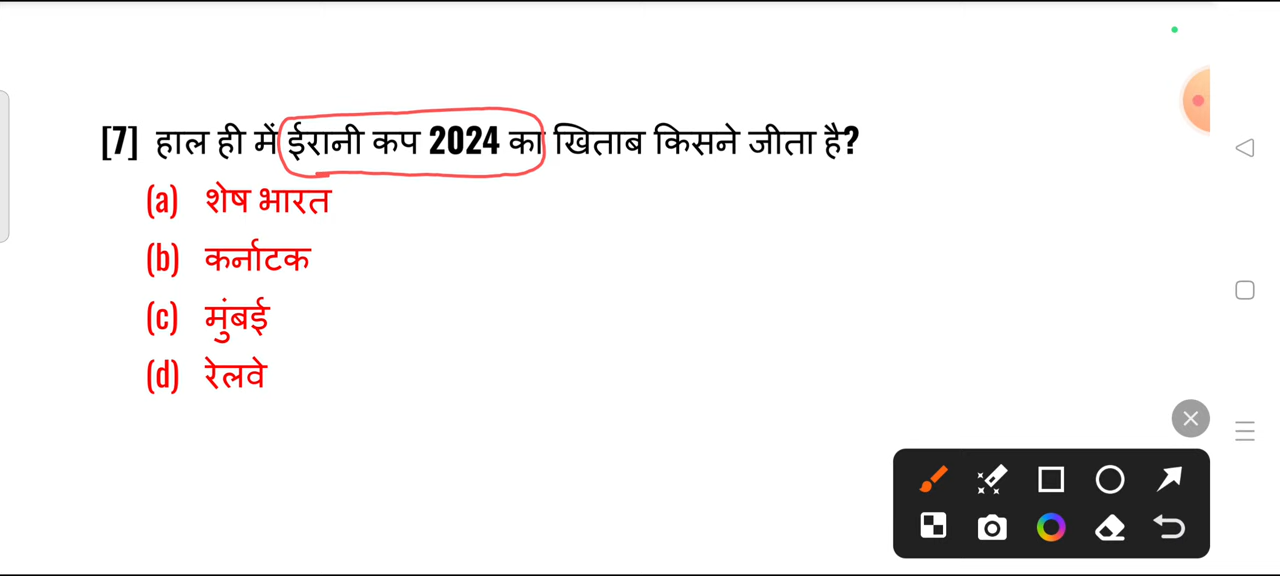 [7] हाल ही में ईरानी कप 2024 का खिताब किसने जीता है?
(a) शेष भारत
(b) कर्नाटक
(c) मुंबई
(d) रेलवे